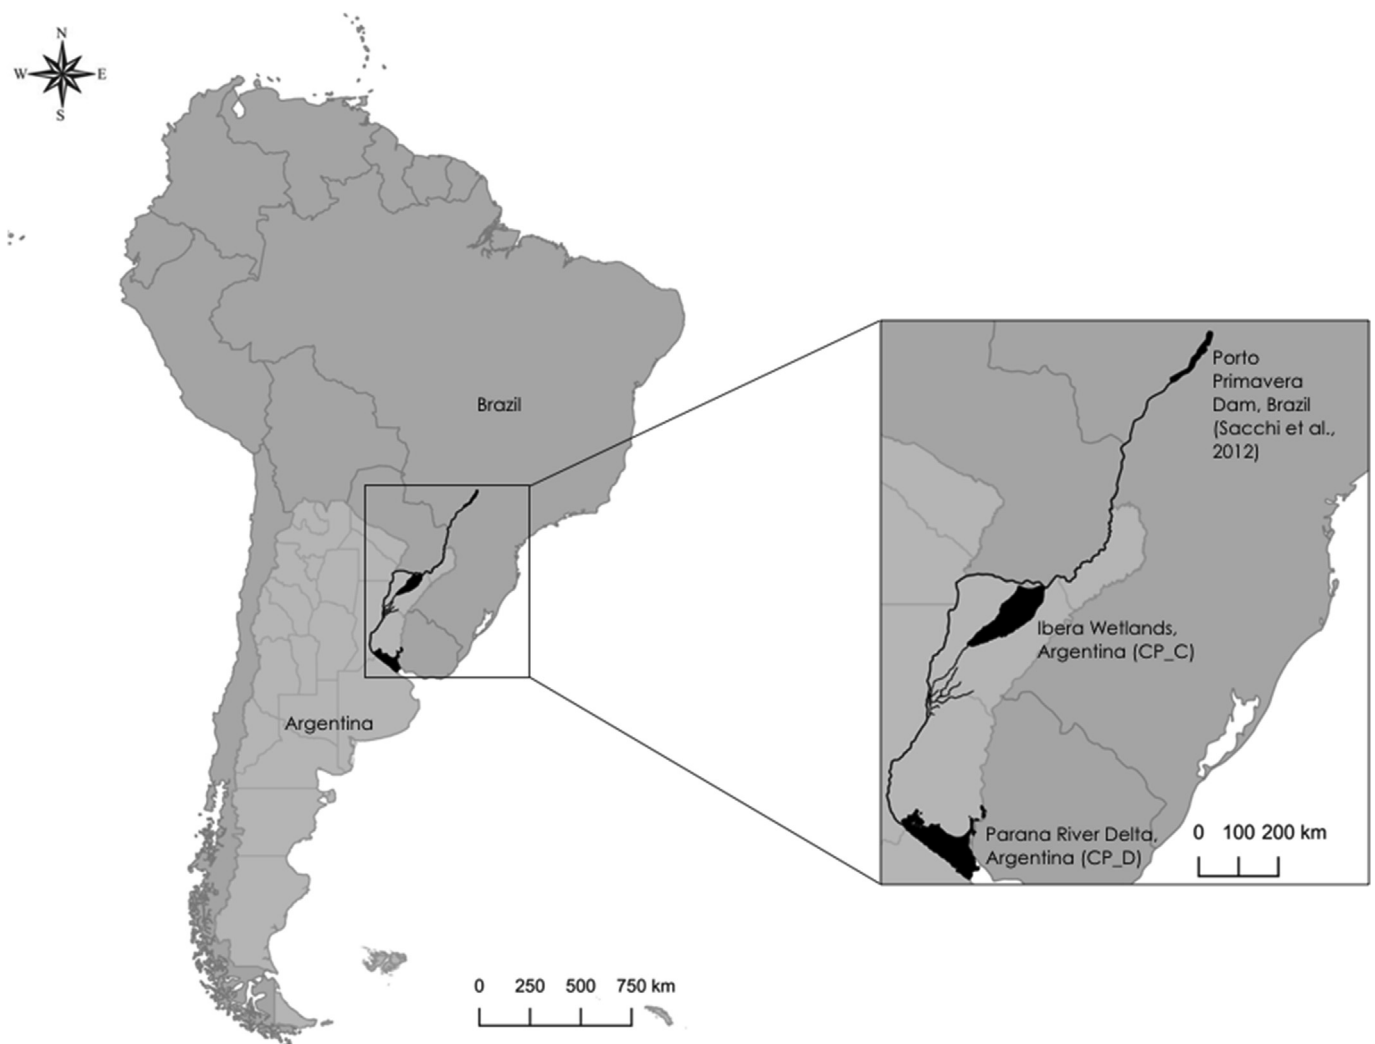 N
W E
S
Brazil
Argentina
0 250 500 750 km
Porto
Primavera
Dam, Brazil
(Sacchi et al.,
2012)
Ibera Wetlands,
Argentina (CP_C)
Parana River Delta,
Argentina (CP_D)
0 100 200 km